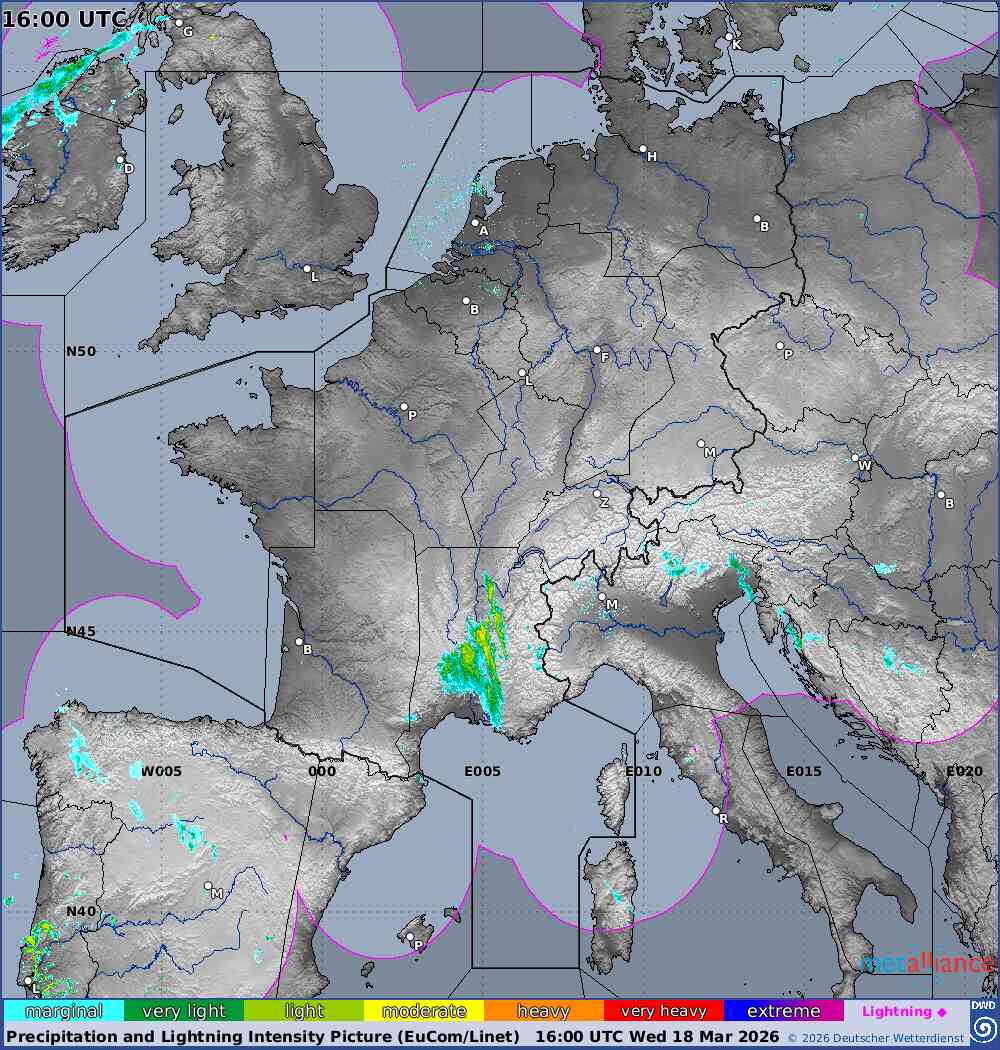 16:00 UTC
G
K
D
H
A
B
L
B
N50
F
P
L
P
M
W
Z
B
M
N45
B
W005
000
E005
E010
E015
E020
R
M
N40
P
L
metalliance
marginal
very light
light
moderate
heavy
very heavy
extreme
Lightning ◆
DWD
Precipitation and Lightning Intensity Picture (EuCom/Linet) 16:00 UTC Wed 18 Mar 2026 © 2026 Deutscher Wetterdienst